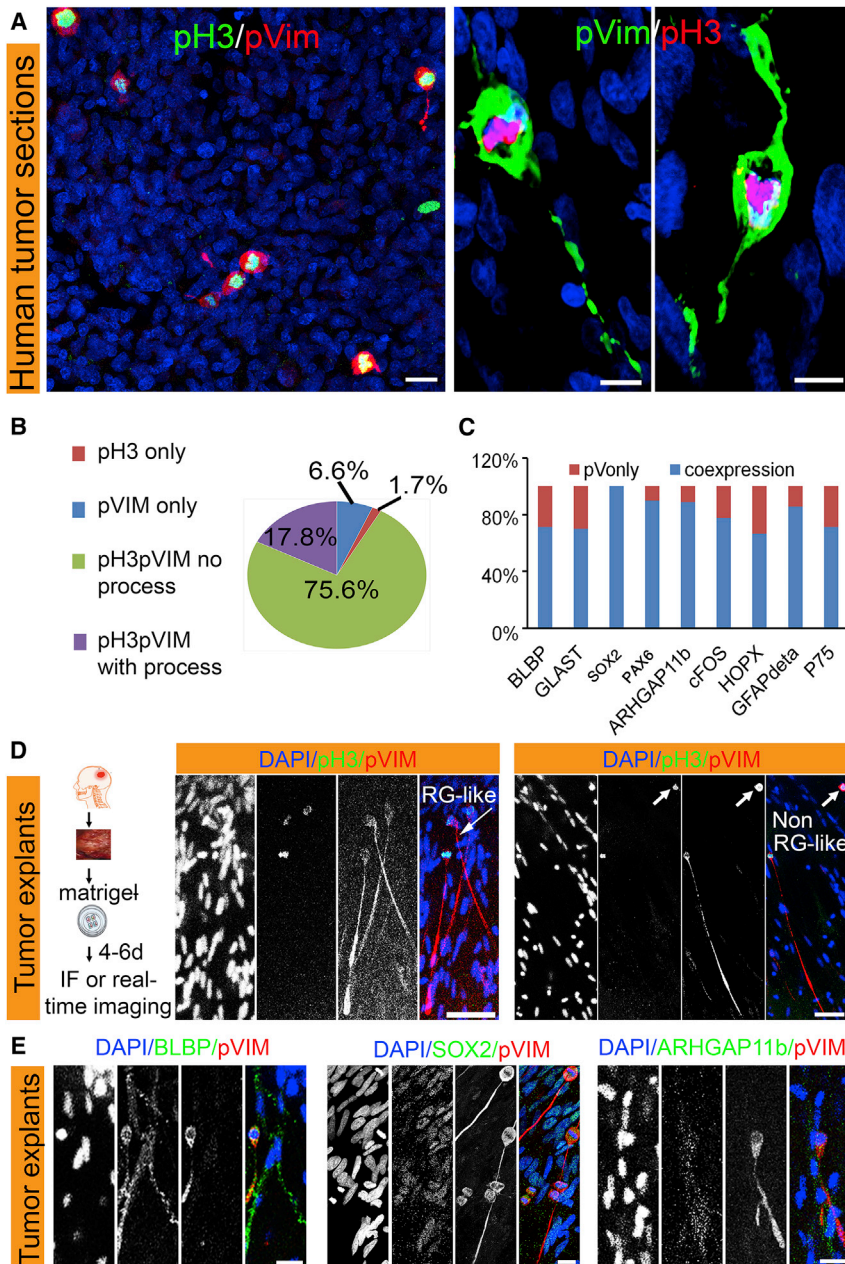 A
Human tumor sections
pH3/pVim
pVim/pH3
B
pH3 only
pVIM only
pH3pVIM no
process
pH3pVIM
with process
6.6%
1.7%
17.8%
75.6%
C
120%
80%
40%
0%
pVonly
coexpression
BLBP
GLAST
SOX2
PAX6
ARHGAP11b
cFOS
HOPX
GFAPdeta
P75
D
Tumor explants
matrigel
4-6d
IF or real-
time imaging
DAPI/pH3/pVIM
RG-like
DAPI/pH3/pVIM
Non
RG-like
E
Tumor explants
DAPI/BLBP/pVIM
DAPI/SOX2/pVIM
DAPI/ARHGAP11b/pVIM